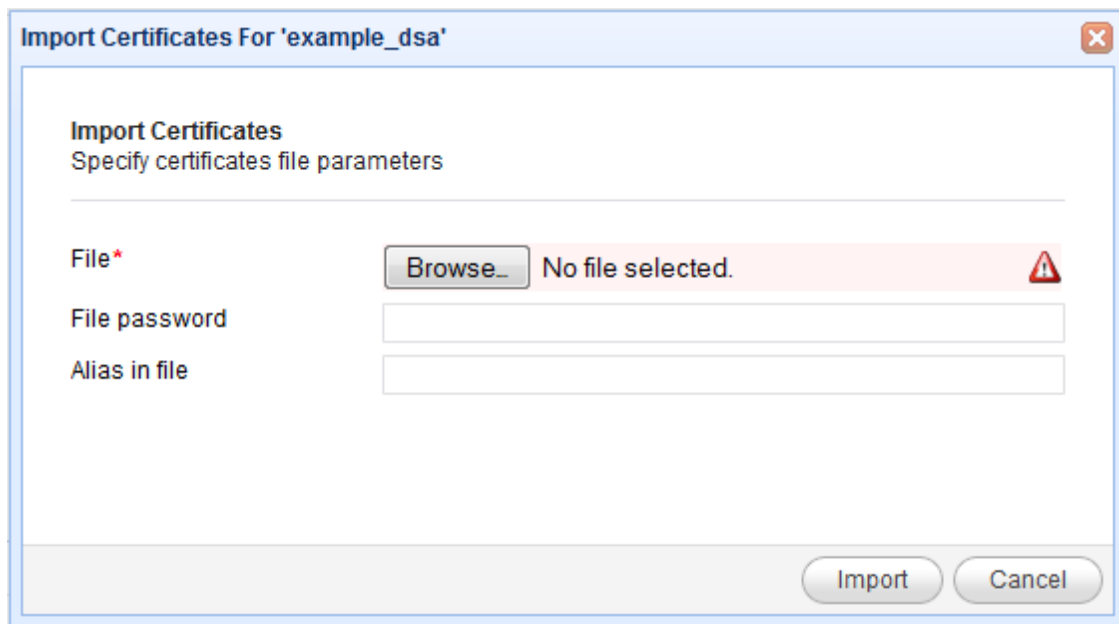 Import Certificates For 'example_dsa'
Import Certificates
Specify certificates file parameters
File*
Browse... No file selected.
File password
Alias in file
Import Cancel